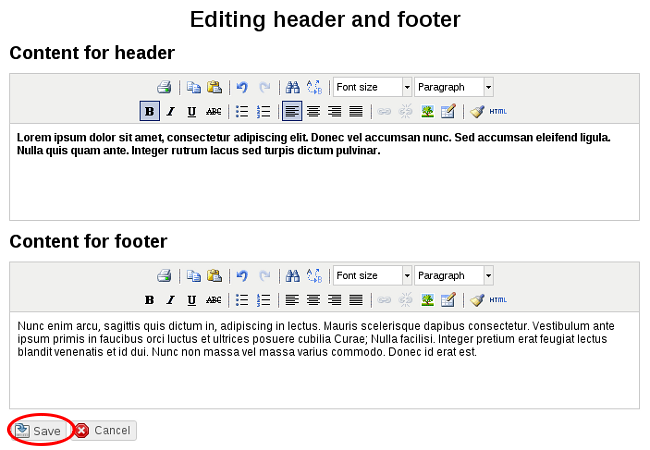 Editing header and footer
Content for header
Font size Paragraph
B I U ABC HTML
Lorem ipsum dolor sit amet, consectetur adipiscing elit. Donec vel accumsan nunc. Sed accumsan eleifend ligula.
Nulla quis quam ante. Integer rutrum lacus sed turpis dictum pulvinar.
Content for footer
Font size Paragraph
B I U ABC HTML
Nunc enim arcu, sagittis quis dictum in, adipiscing in lectus. Mauris scelerisque dapibus consectetur. Vestibulum ante
ipsum primis in faucibus orci luctus et ultrices posuere cubilia Curae; Nulla facilisi. Integer pretium erat feugiat lectus
blandit venenatis et id dui. Nunc non massa vel massa varius commodo. Donec id erat est.
Save Cancel